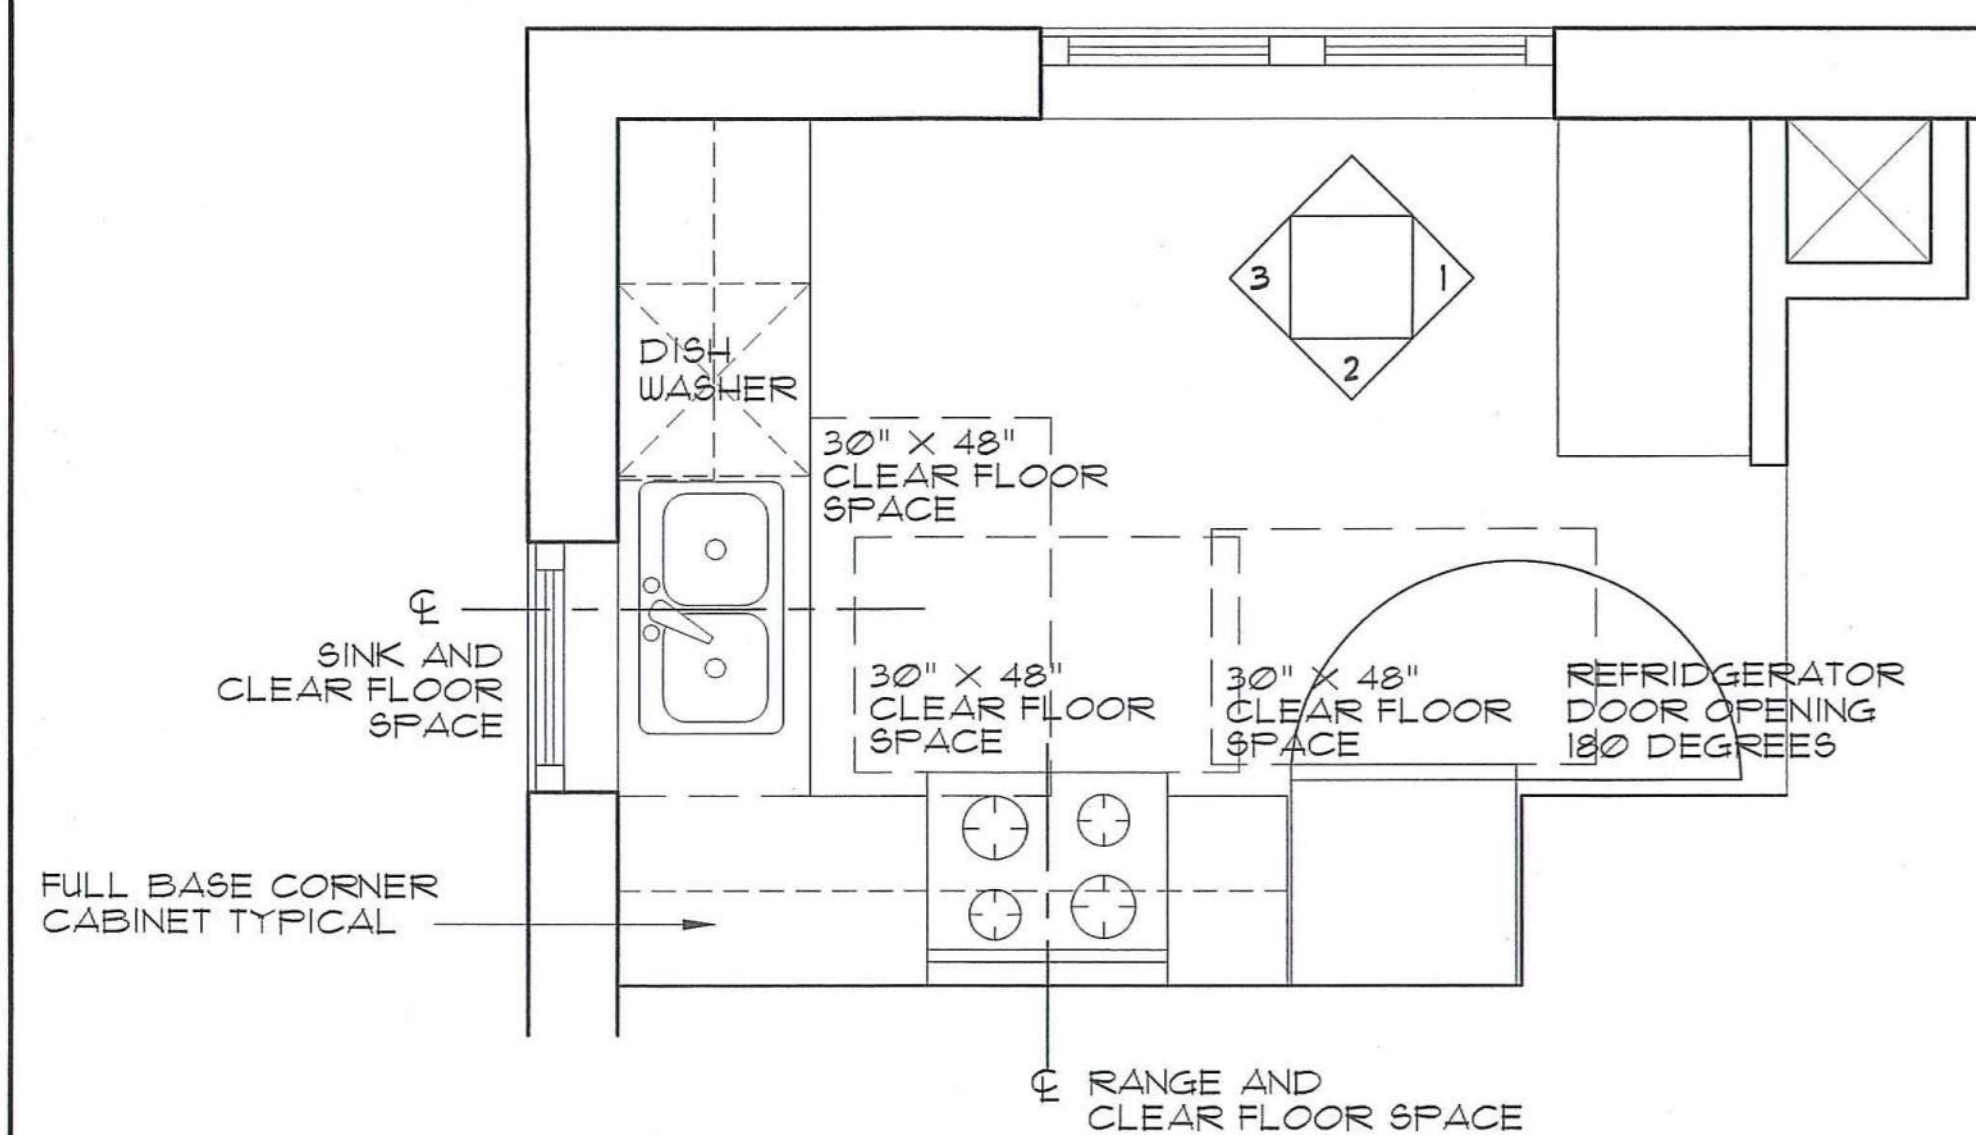 3
1
2
DISH
WASHER
30" X 48"
CLEAR FLOOR
SPACE
℄
SINK AND
CLEAR FLOOR
SPACE
30" X 48"
CLEAR FLOOR
SPACE
30" X 48"
CLEAR FLOOR
SPACE
REFRIDGERATOR
DOOR OPENING
180 DEGREES
FULL BASE CORNER
CABINET TYPICAL
℄ RANGE AND
CLEAR FLOOR SPACE